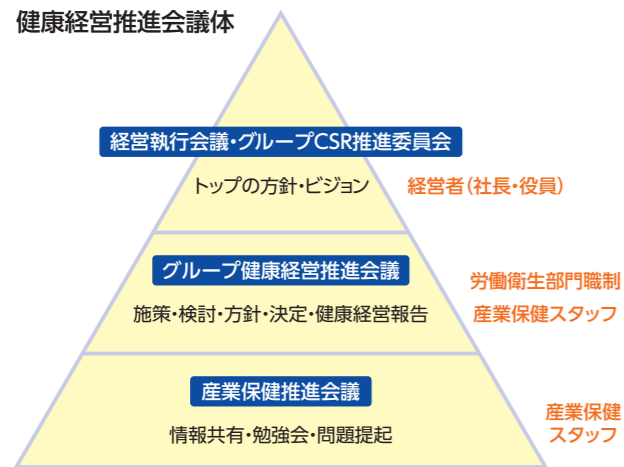 健康経営推進会議体
経営執行会議・グループCSR推進委員会
トップの方針・ビジョン
経営者(社長・役員)
グループ健康経営推進会議
労働衛生部門職制
施策・検討・方針・決定・健康経営報告
産業保健スタッフ
産業保健推進会議
情報共有・勉強会・問題提起
産業保健
スタッフ